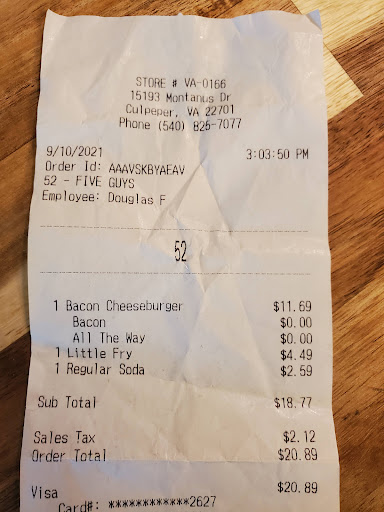 STORE # VA-0166
15193 Montanus Dr
Culpeper, VA 22701
Phone (540) 825-7077
9/10/2021 3:03:50 PM
Order Id: AAAVSKBYAEAV
52 - FIVE GUYS
Employee: Douglas F
52
1 Bacon Cheeseburger $11.69
Bacon $0.00
All The Way $0.00
1 Little Fry $4.49
1 Regular Soda $2.59
Sub Total $18.77
Sales Tax $2.12
Order Total $20.89
Visa $20.89
Card#: ************2627